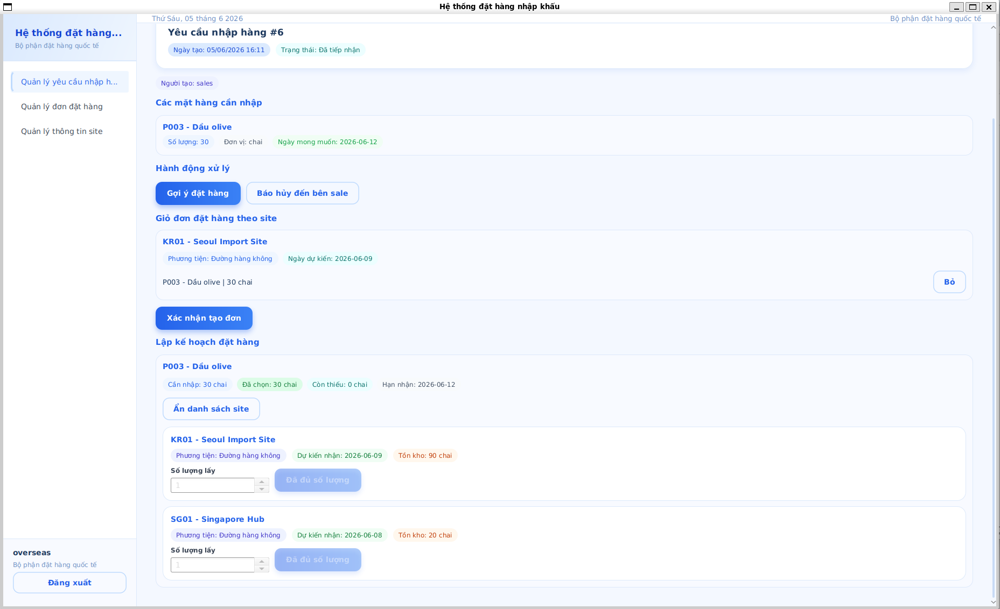 Hệ thống đặt hàng nhập khẩu
Hệ thống đặt hàng...
Bộ phận đặt hàng quốc tế
Quản lý yêu cầu nhập h...
Quản lý đơn đặt hàng
Quản lý thông tin site
overseas
Bộ phận đặt hàng quốc tế
Đăng xuất
Thứ Sáu, 05 tháng 6 2026
Bộ phận đặt hàng quốc tế
Yêu cầu nhập hàng #6
Ngày tạo: 05/06/2026 16:11
Trạng thái: Đã tiếp nhận
Người tạo: sales
Các mặt hàng cần nhập
P003 - Dầu olive
Số lượng: 30
Đơn vị: chai
Ngày mong muốn: 2026-06-12
Hành động xử lý
Gợi ý đặt hàng
Báo hủy đến bên sale
Giỏ đơn đặt hàng theo site
KR01 - Seoul Import Site
Phương tiện: Đường hàng không
Ngày dự kiến: 2026-06-09
P003 - Dầu olive | 30 chai
Bỏ
Xác nhận tạo đơn
Lập kế hoạch đặt hàng
P003 - Dầu olive
Cần nhập: 30 chai
Đã chọn: 30 chai
Còn thiếu: 0 chai
Hạn nhận: 2026-06-12
Ẩn danh sách site
KR01 - Seoul Import Site
Phương tiện: Đường hàng không
Dự kiến nhận: 2026-06-09
Tồn kho: 90 chai
Số lượng lấy
1
Đã đủ số lượng
SG01 - Singapore Hub
Phương tiện: Đường hàng không
Dự kiến nhận: 2026-06-08
Tồn kho: 20 chai
Số lượng lấy
1
Đã đủ số lượng